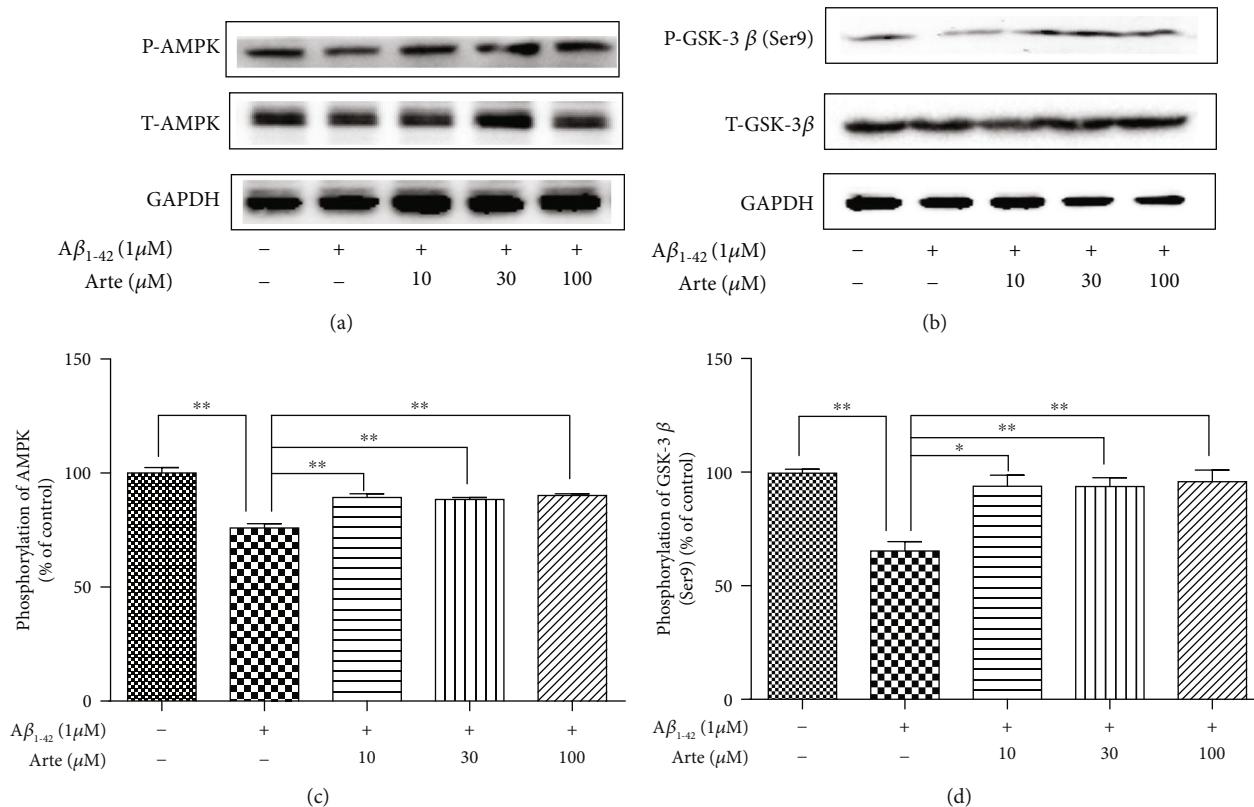 P-AMPK
T-AMPK
GAPDH
Aβ1-42 (1μM) – + + + +
Arte (μM) – – 10 30 100
(a)
P-GSK-3 β (Ser9)
T-GSK-3β
GAPDH
Aβ1-42 (1μM) – + + + +
Arte (μM) – – 10 30 100
(b)
Phosphorylation of AMPK
(% of control)
150
100
50
0
**
**
**
**
Aβ1-42 (1μM) – + + + +
Arte (μM) – – 10 30 100
(c)
Phosphorylation of GSK-3 β
(Ser9) (% of control)
150
100
50
0
**
**
**
*
Aβ1-42 (1μM) – + + + +
Arte (μM) – – 10 30 100
(d)